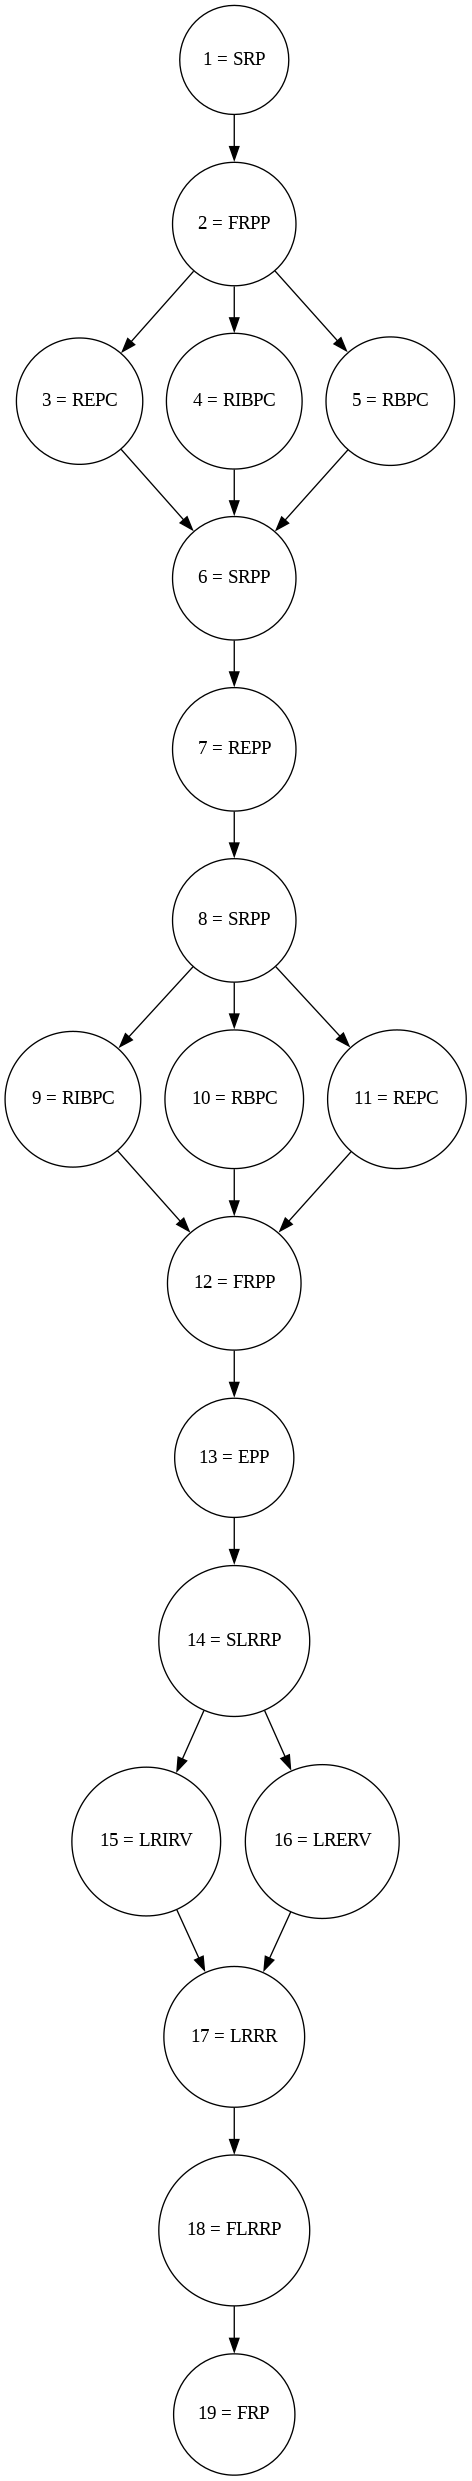 1 = SRP
2 = FRPP
3 = REPC
4 = RIBPC
5 = RBPC
6 = SRPP
7 = REPP
8 = SRPP
9 = RIBPC
10 = RBPC
11 = REPC
12 = FRPP
13 = EPP
14 = SLRRP
15 = LRIRV
16 = LRERV
17 = LRRR
18 = FLRRP
19 = FRP